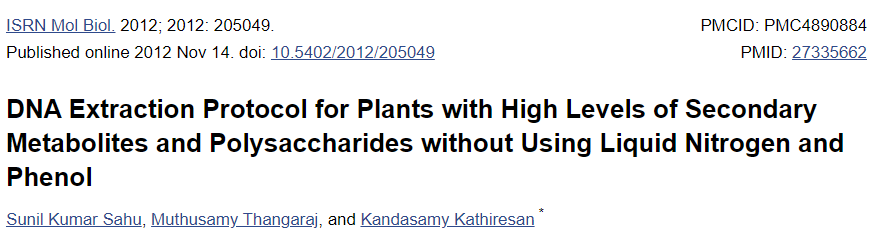 ISRN Mol Biol. 2012; 2012: 205049. PMCID: PMC4890884
Published online 2012 Nov 14. doi: 10.5402/2012/205049 PMID: 27335662
DNA Extraction Protocol for Plants with High Levels of Secondary
Metabolites and Polysaccharides without Using Liquid Nitrogen and
Phenol
Sunil Kumar Sahu, Muthusamy Thangaraj, and Kandasamy Kathiresan *